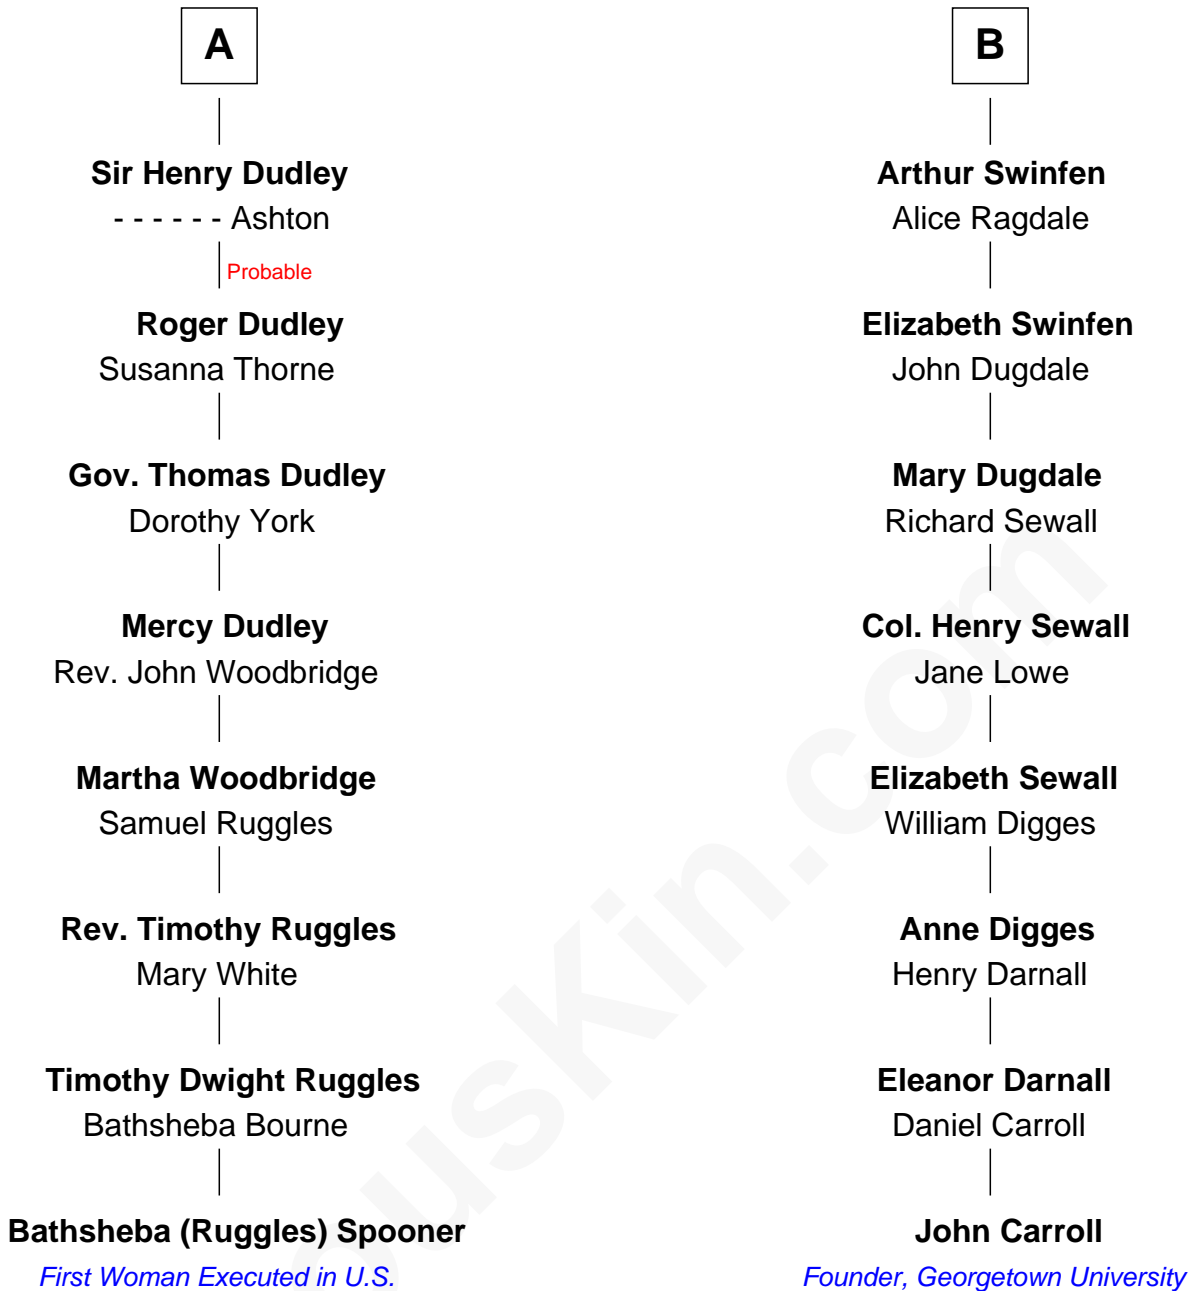 A
Sir Henry Dudley
- - - - - - Ashton
Probable
Roger Dudley
Susanna Thorne
Gov. Thomas Dudley
Dorothy York
Mercy Dudley
Rev. John Woodbridge
Martha Woodbridge
Samuel Ruggles
Rev. Timothy Ruggles
Mary White
Timothy Dwight Ruggles
Bathsheba Bourne
Bathsheba (Ruggles) Spooner
First Woman Executed in U.S.
B
Arthur Swinfen
Alice Ragdale
Elizabeth Swinfen
John Dugdale
Mary Dugdale
Richard Sewall
Col. Henry Sewall
Jane Lowe
Elizabeth Sewall
William Digges
Anne Digges
Henry Darnall
Eleanor Darnall
Daniel Carroll
John Carroll
Founder, Georgetown University
ousKin.com